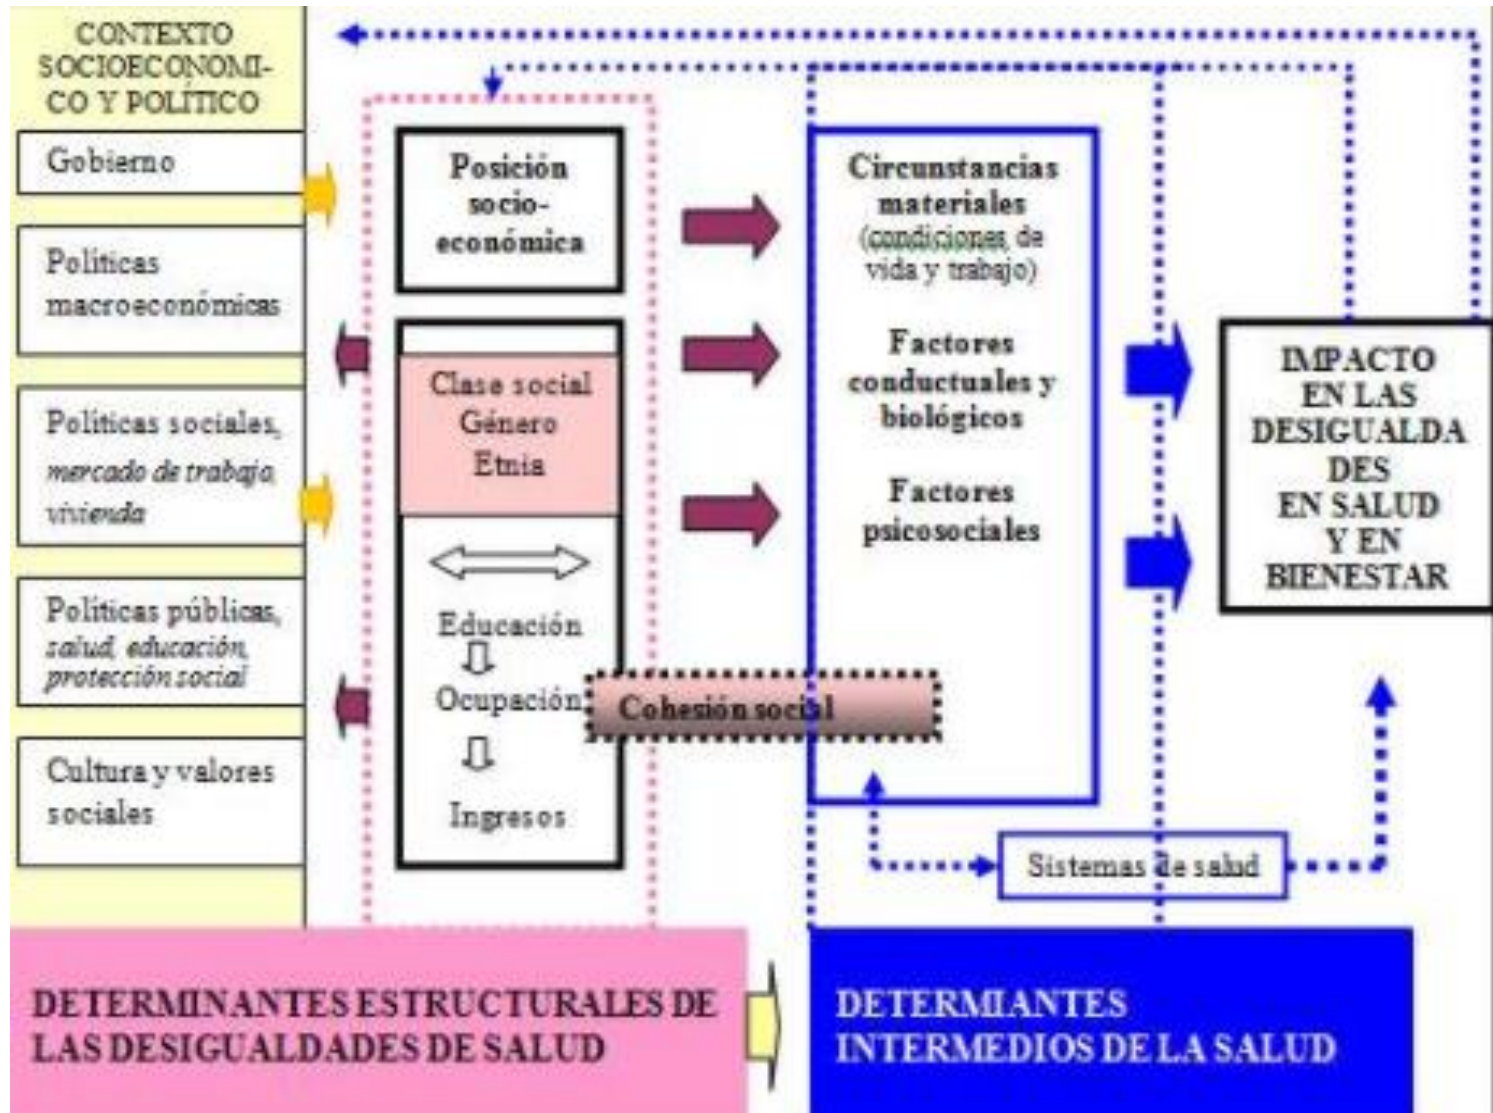 CONTEXTO
SOCIOECONOMI-
CO Y POLÍTICO
Gobierno
Políticas
macroeconómicas
Políticas sociales,
mercado de trabajo,
vivienda
Políticas públicas,
salud, educación,
protección social
Cultura y valores
sociales
Posición
socio-
económica
Clase social
Género
Etnia
Educación
Ocupación
Ingresos
Cohesión social
Circunstancias
materiales
(condiciones de
vida y trabajo)
Factores
conductuales y
biológicos
Factores
psicosociales
Sistemas de salud
IMPACTO
EN LAS
DESIGUALDA
DES
EN SALUD
Y EN
BIENESTAR
DETERMINANTES ESTRUCTURALES DE
LAS DESIGUALDADES DE SALUD
DETERMIANTES
INTERMEDIOS DE LA SALUD